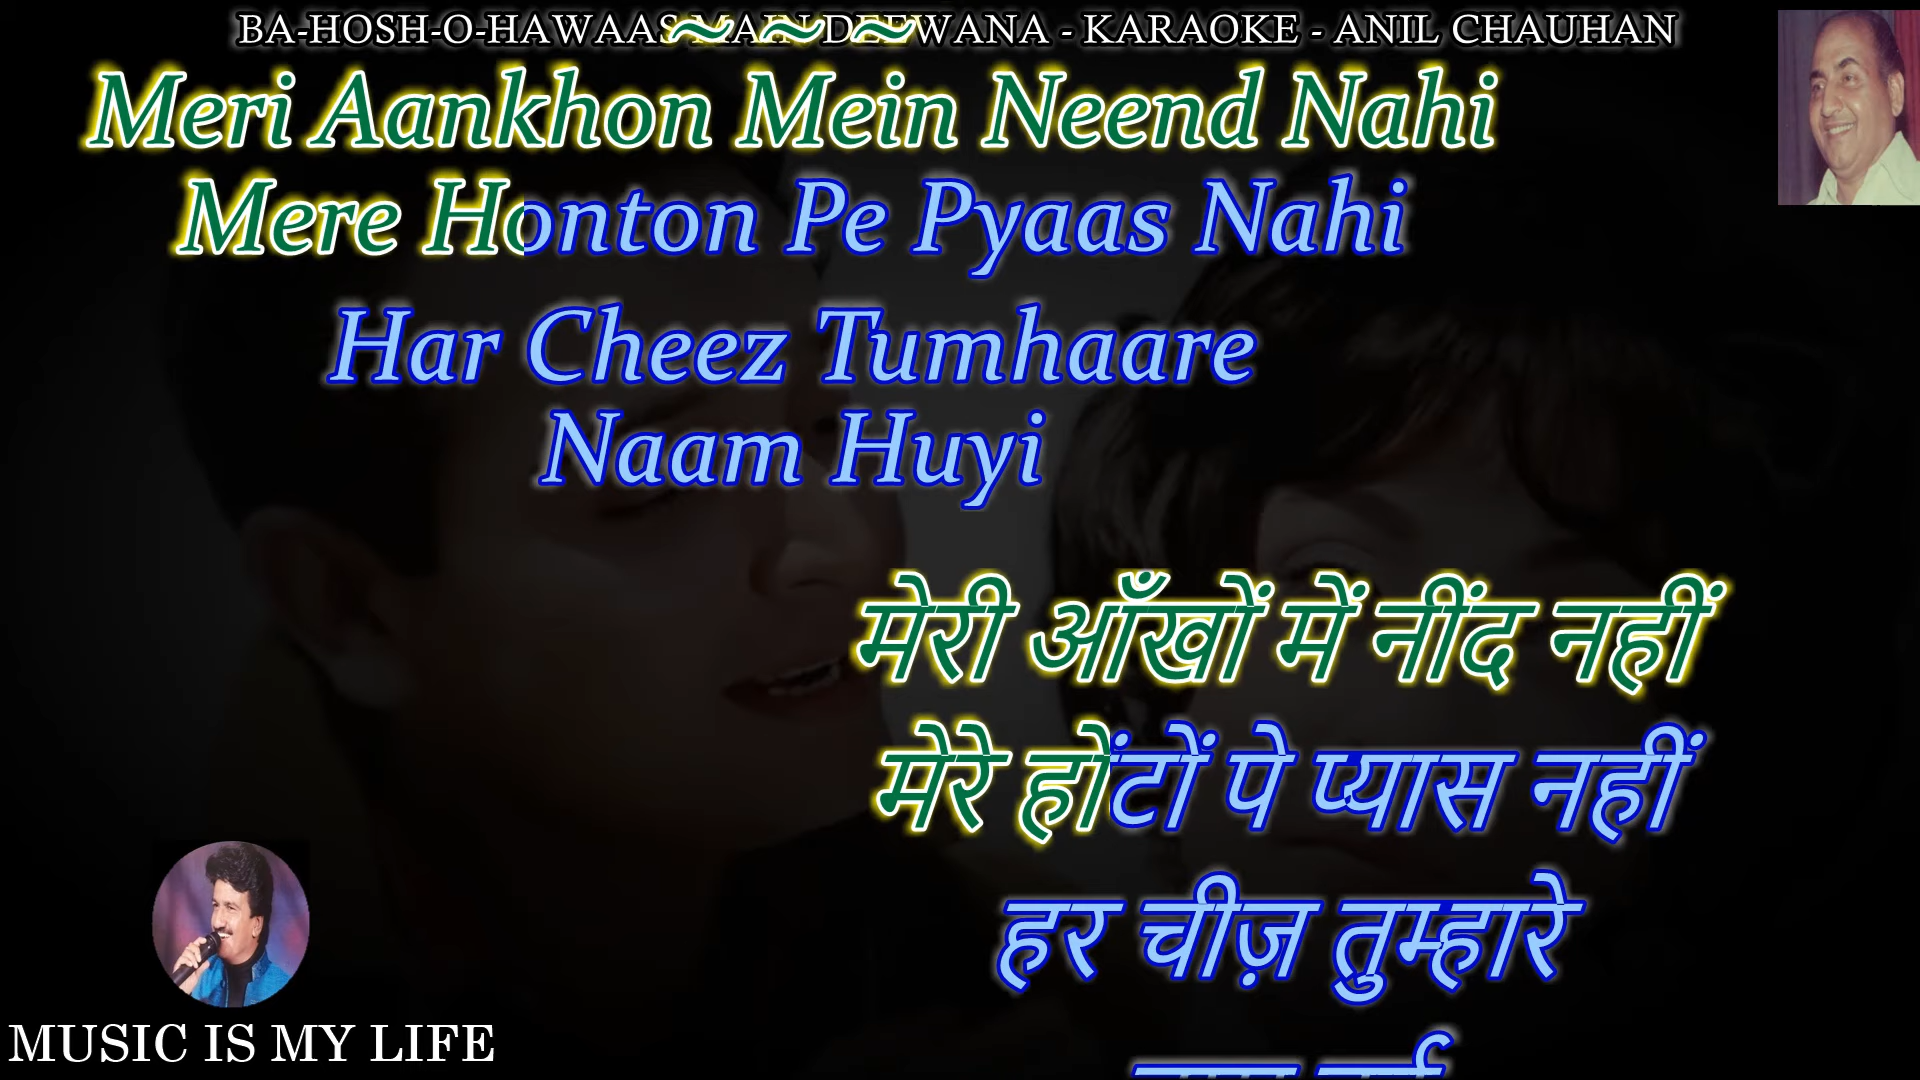 BA-HOSH-O-HAWAAS MAIN DEEWANA - KARAOKE - ANIL CHAUHAN
Meri Aankhon Mein Neend Nahi
Mere Honton Pe Pyaas Nahi
Har Cheez Tumhaare
Naam Huyi
मेरी आँखों में नींद नहीं
मेरे होंटों पे प्यास नहीं
हर चीज़ तुम्हारे
MUSIC IS MY LIFE